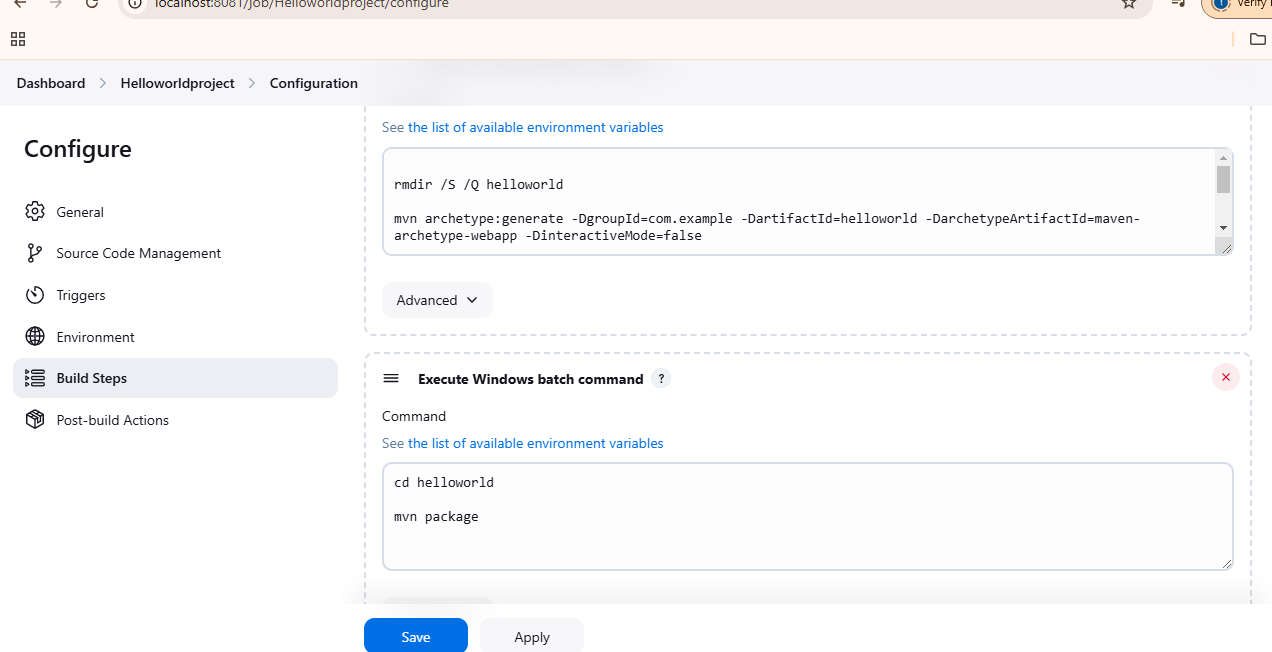 localhost:8081/job/Helloworldproject/configure
Verify
Dashboard > Helloworldproject > Configuration
Configure
General
Source Code Management
Triggers
Environment
Build Steps
Post-build Actions
See the list of available environment variables
rmdir /S /Q helloworld
mvn archetype:generate -DgroupId=com.example -DartifactId=helloworld -DarchetypeArtifactId=maven-
archetype-webapp -DinteractiveMode=false
Advanced
Execute Windows batch command ?
Command
See the list of available environment variables
cd helloworld
mvn package
Save
Apply